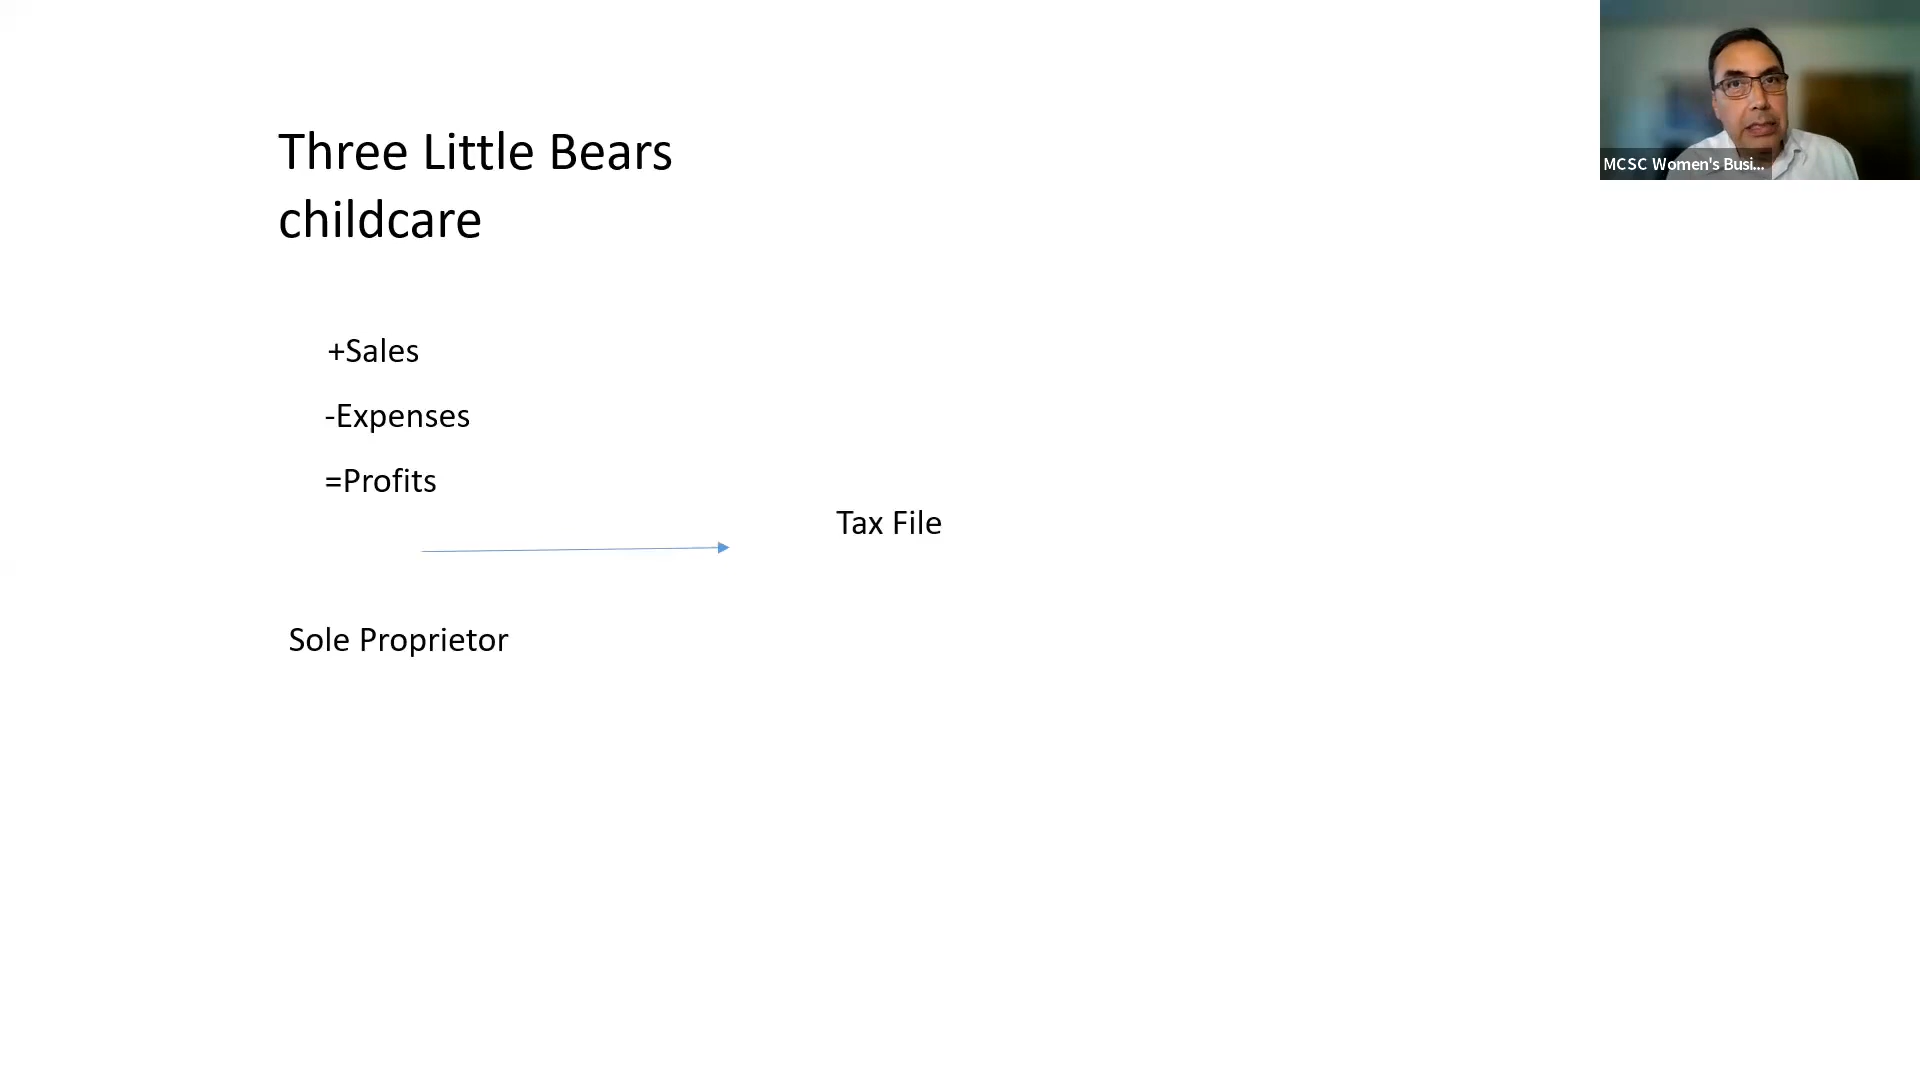 Three Little Bears
childcare
+Sales
-Expenses
=Profits
Tax File
Sole Proprietor
MCSC Women's Busi...